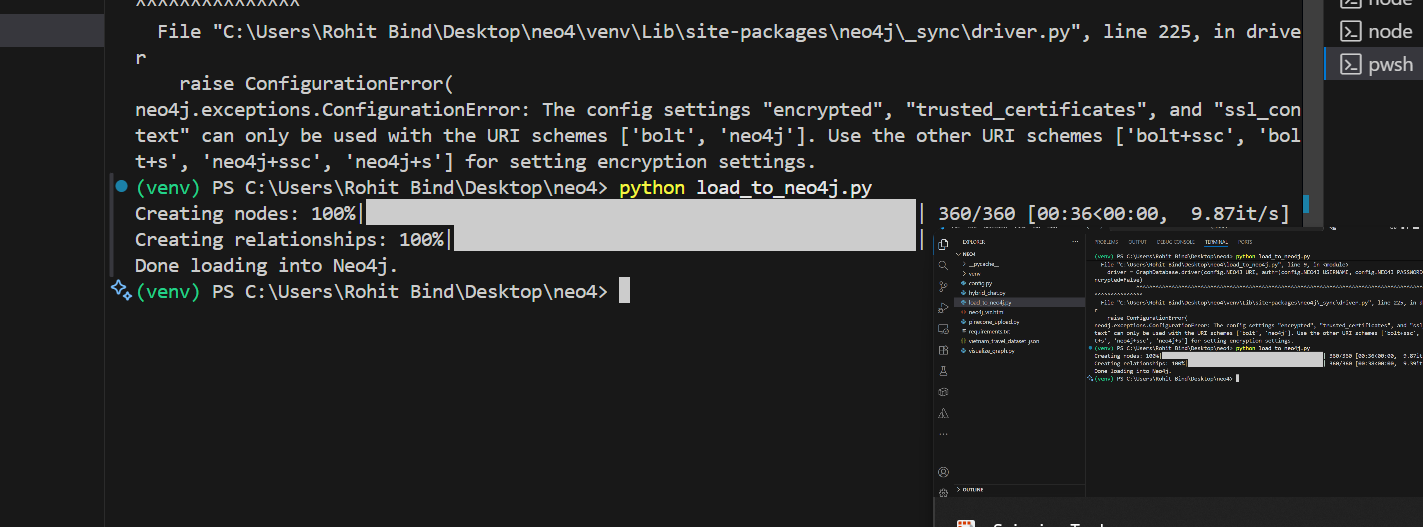 ^^^^^^^^^^^^^^^
File "C:\Users\Rohit Bind\Desktop\neo4\venv\Lib\site-packages\neo4j\_sync\driver.py", line 225, in drive
r
raise ConfigurationError(
neo4j.exceptions.ConfigurationError: The config settings "encrypted", "trusted_certificates", and "ssl_con
text" can only be used with the URI schemes ['bolt', 'neo4j']. Use the other URI schemes ['bolt+ssc', 'bol
t+s', 'neo4j+ssc', 'neo4j+s'] for setting encryption settings.
(venv) PS C:\Users\Rohit Bind\Desktop\neo4> python load_to_neo4j.py
Creating nodes: 100%| | 360/360 [00:36<00:00, 9.87it/s]
Creating relationships: 100%| |
Done loading into Neo4j.
(venv) PS C:\Users\Rohit Bind\Desktop\neo4>
node
node
pwsh
EXPLORER
NEO4
__pycache__
venv
config.py
hybrid_chat.py
load_to_neo4j.py
neo4j_viz.html
pinecone_upload.py
requirements.txt
vietnam_travel_dataset.json
visualize_graph.py
OUTLINE
PROBLEMS OUTPUT DEBUG CONSOLE TERMINAL PORTS
(venv) PS C:\Users\Rohit Bind\Desktop\neo4> python load_to_neo4j.py
File "C:\Users\Rohit Bind\Desktop\neo4\load_to_neo4j.py", line 9, in <module>
driver = GraphDatabase.driver(config.NEO4J_URI, auth=(config.NEO4J_USERNAME, config.NEO4J_PASSWORD
ncrypted=False)
File "C:\Users\Rohit Bind\Desktop\neo4\venv\Lib\site-packages\neo4j\_sync\driver.py", line 225, in
r
raise ConfigurationError(
neo4j.exceptions.ConfigurationError: The config settings "encrypted", "trusted_certificates", and "ssl
text" can only be used with the URI schemes ['bolt', 'neo4j']. Use the other URI schemes ['bolt+ssc',
t+s', 'neo4j+ssc', 'neo4j+s'] for setting encryption settings.
(venv) PS C:\Users\Rohit Bind\Desktop\neo4> python load_to_neo4j.py
Creating nodes: 100%| | 360/360 [00:36<00:00, 9.87it
Creating relationships: 100%| | 360/360
Done loading into Neo4j.
(venv) PS C:\Users\Rohit Bind\Desktop\neo4>